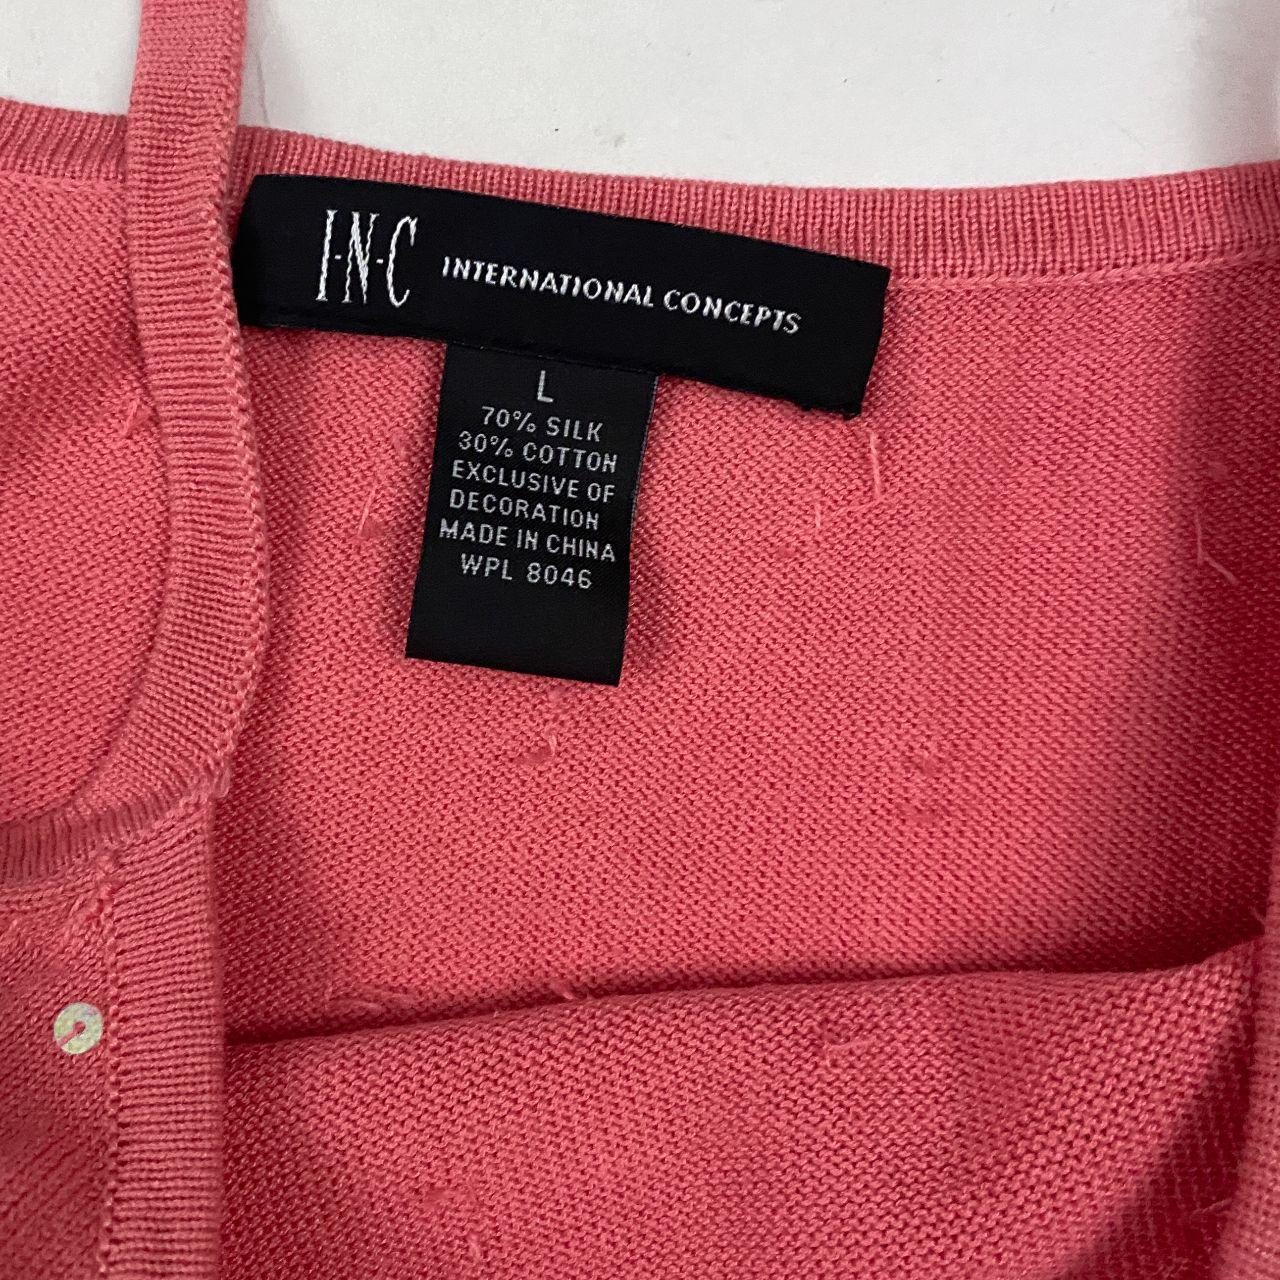 I·N·C INTERNATIONAL CONCEPTS
L
70% SILK
30% COTTON
EXCLUSIVE OF
DECORATION
MADE IN CHINA
WPL 8046